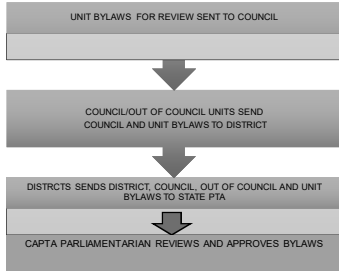 UNIT BYLAWS FOR REVIEW SENT TO COUNCIL
COUNCIL/OUT OF COUNCIL UNITS SEND
COUNCIL AND UNIT BYLAWS TO DISTRICT
DISTRCTS SENDS DISTRICT, COUNCIL, OUT OF COUNCIL AND UNIT
BYLAWS TO STATE PTA
CAPTA PARLIAMENTARIAN REVIEWS AND APPROVES BYLAWS